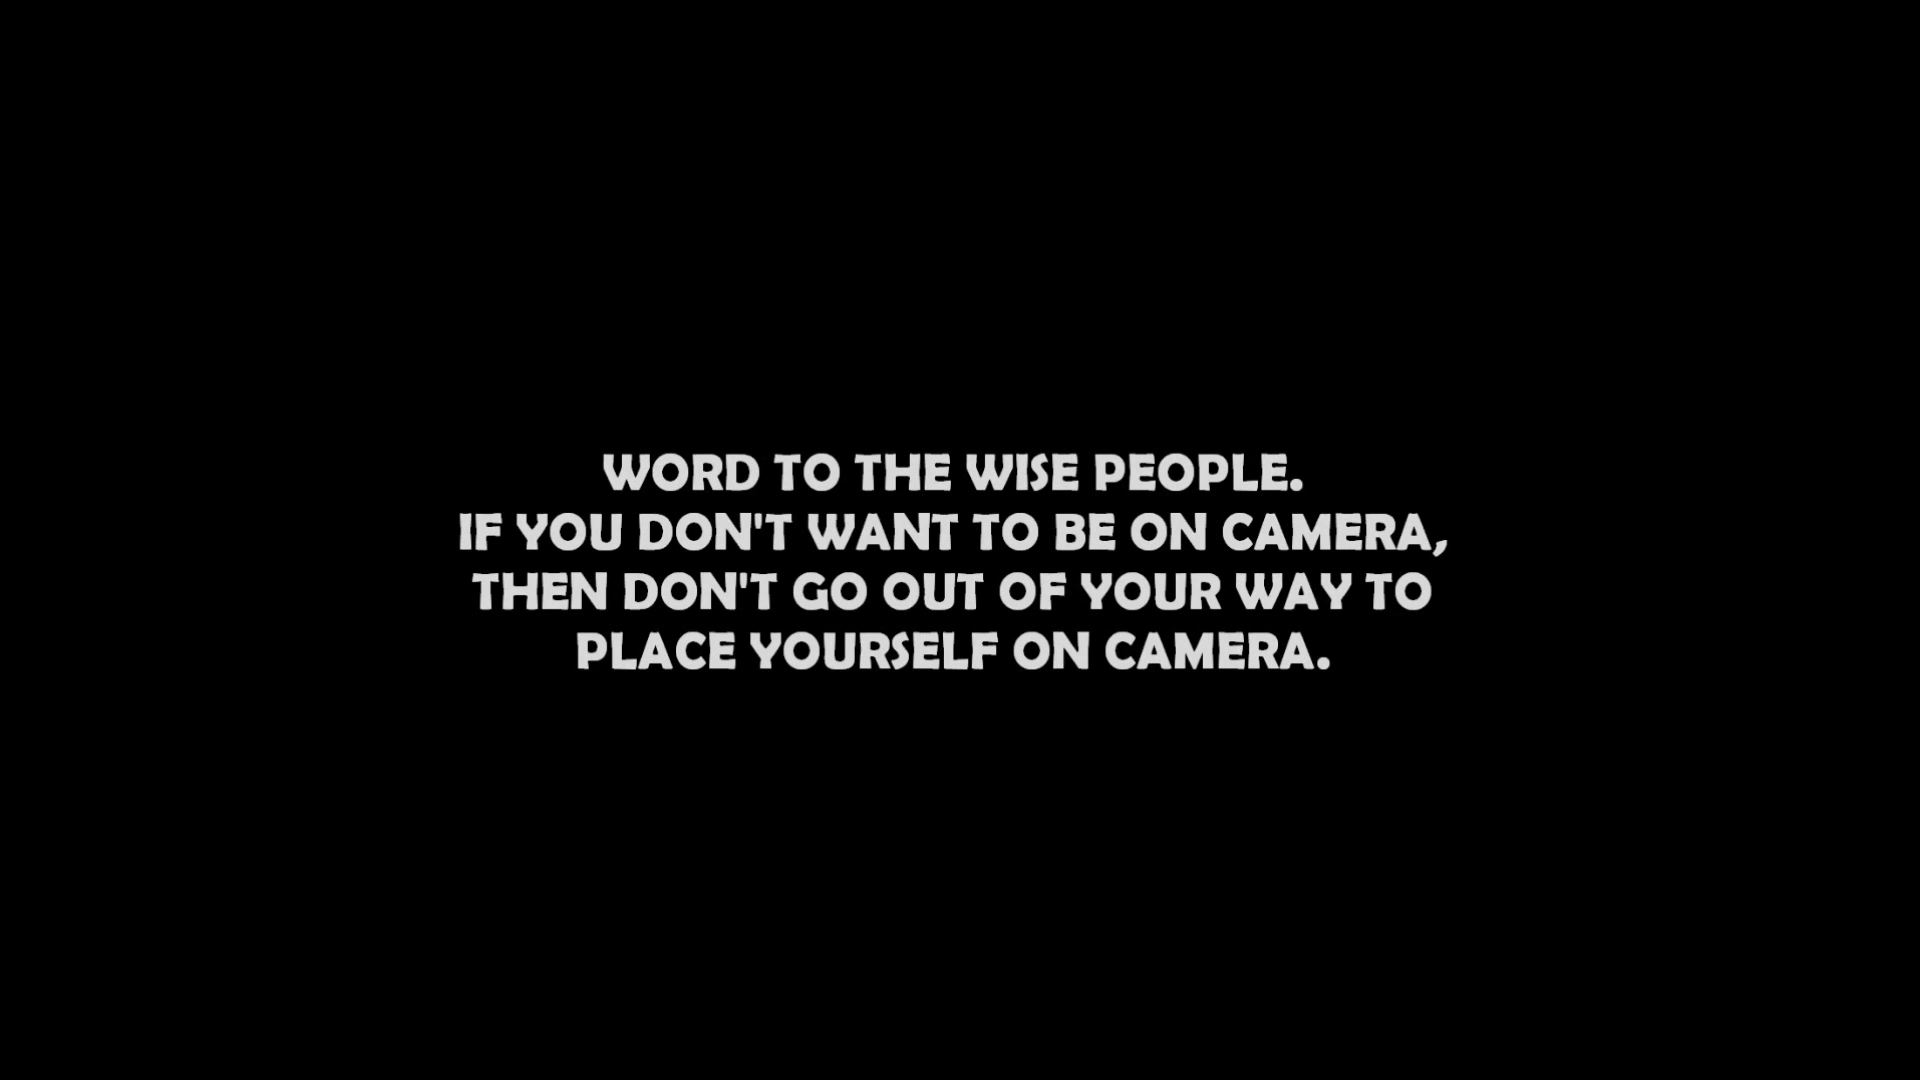 WORD TO THE WISE PEOPLE.
IF YOU DON'T WANT TO BE ON CAMERA,
THEN DON'T GO OUT OF YOUR WAY TO
PLACE YOURSELF ON CAMERA.